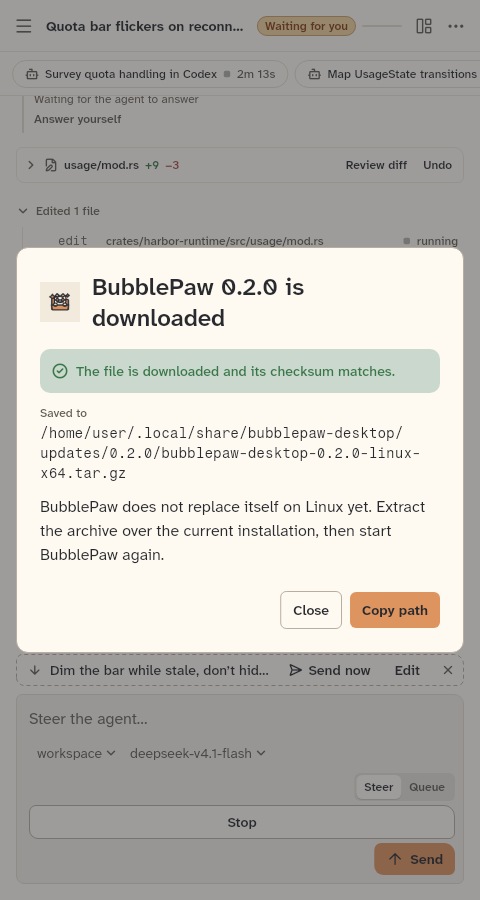 Quota bar flickers on reconn...
Waiting for you
Survey quota handling in Codex
2m 13s
Map UsageState transitions
Waiting for the agent to answer
Answer yourself
usage/mod.rs +9 −3
Review diff
Undo
Edited 1 file
edit crates/harbor-runtime/src/usage/mod.rs
running
BubblePaw 0.2.0 is
downloaded
The file is downloaded and its checksum matches.
Saved to
/home/user/.local/share/bubblepaw-desktop/
updates/0.2.0/bubblepaw-desktop-0.2.0-linux-
x64.tar.gz
BubblePaw does not replace itself on Linux yet. Extract
the archive over the current installation, then start
BubblePaw again.
Close
Copy path
Dim the bar while stale, don't hid...
Send now
Edit
Steer the agent...
workspace
deepseek-v4.1-flash
Steer
Queue
Stop
Send